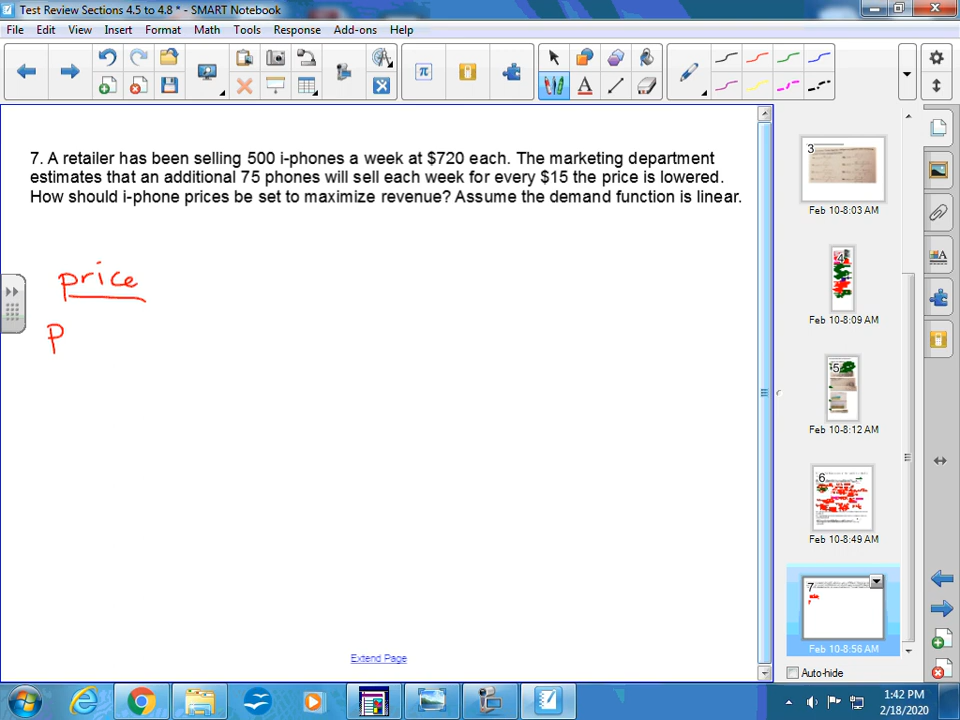 Test Review Sections 4.5 to 4.8 * - SMART Notebook
File Edit View Insert Format Math Tools Response Add-ons Help
7. A retailer has been selling 500 i-phones a week at $720 each. The marketing department
estimates that an additional 75 phones will sell each week for every $15 the price is lowered.
How should i-phone prices be set to maximize revenue? Assume the demand function is linear.
price
P
Extend Page
3
Feb 10-8:03 AM
4
Feb 10-8:09 AM
5
Feb 10-8:12 AM
6
Feb 10-8:49 AM
7
Feb 10-8:56 AM
Auto-hide
1:42 PM
2/18/2020